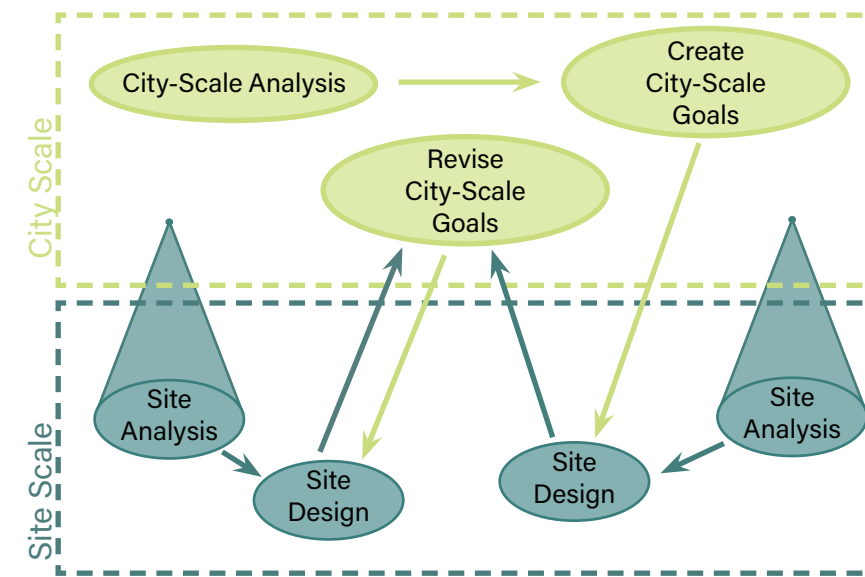 City Scale
City-Scale Analysis
Create
City-Scale
Goals
Revise
City-Scale
Goals
Site Scale
Site
Analysis
Site
Design
Site
Design
Site
Analysis